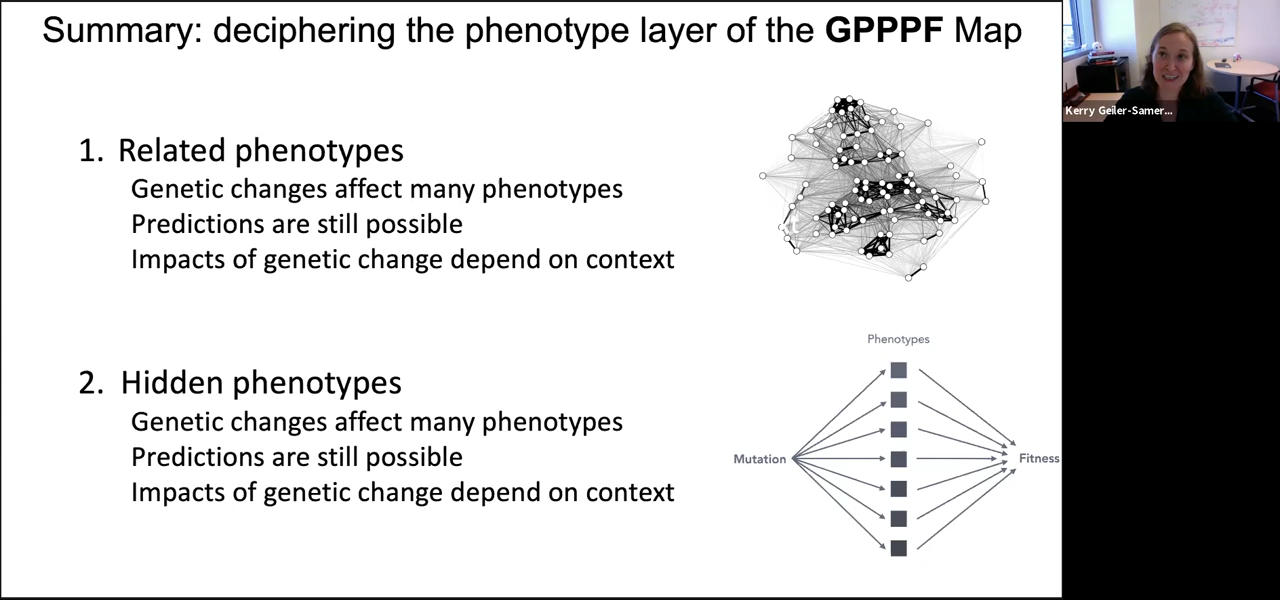 Summary: deciphering the phenotype layer of the GPPPF Map
1. Related phenotypes
Genetic changes affect many phenotypes
Predictions are still possible
Impacts of genetic change depend on context
2. Hidden phenotypes
Genetic changes affect many phenotypes
Predictions are still possible
Impacts of genetic change depend on context
Phenotypes
Mutation
Fitness
Kerry Geiler-Samer...